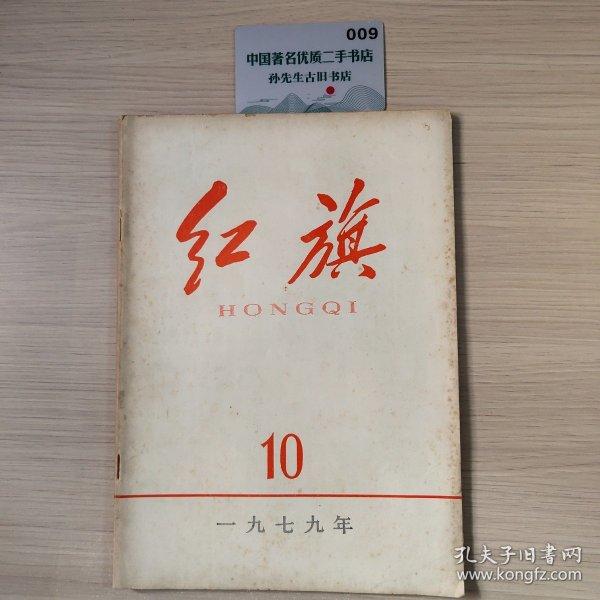 009
中国著名优质二手书店
孙先生古旧书店
红旗
HONGQI
10
一九七九年
孔夫子旧书网
www.kongfz.com